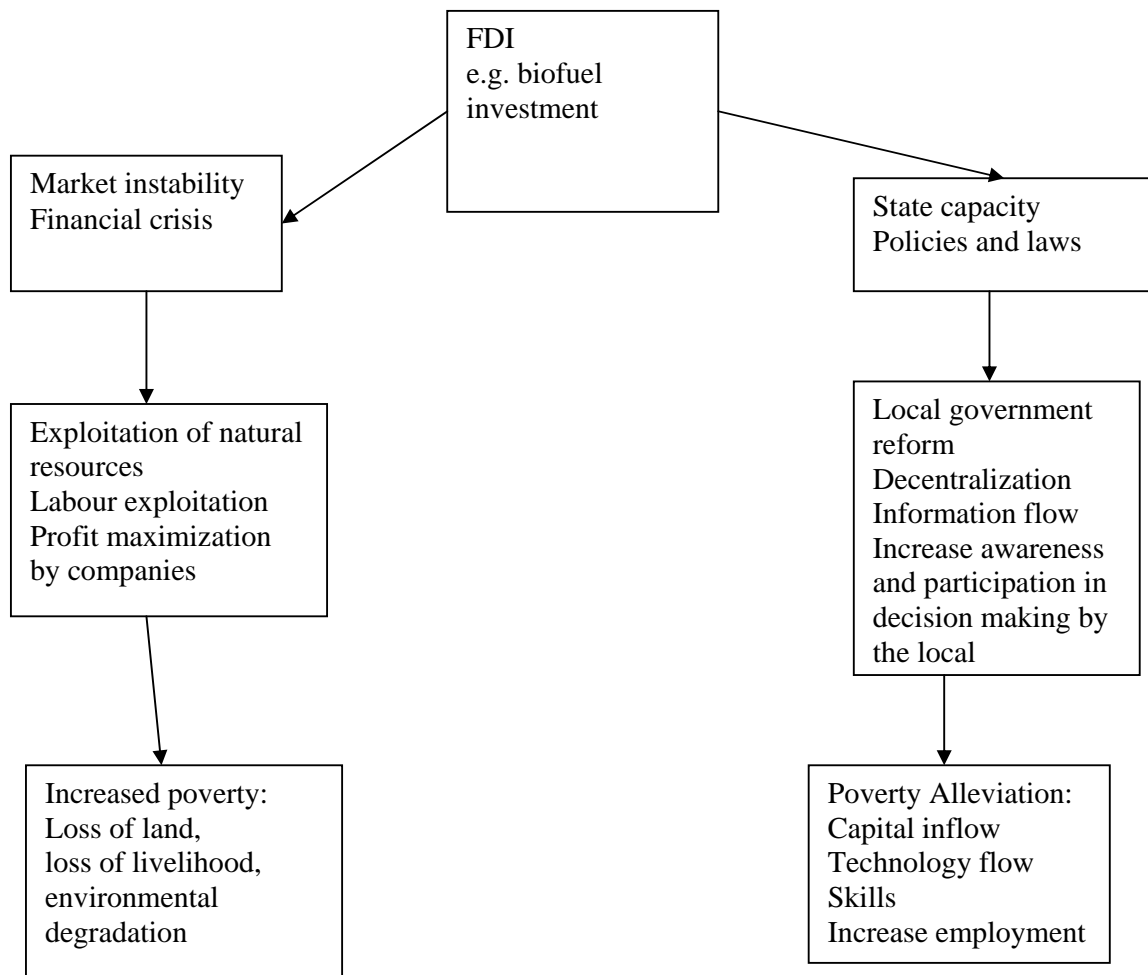 FDI
e.g. biofuel
investment
Market instability
Financial crisis
State capacity
Policies and laws
Exploitation of natural
resources
Labour exploitation
Profit maximization
by companies
Local government
reform
Decentralization
Information flow
Increase awareness
and participation in
decision making by
the local
Increased poverty:
Loss of land,
loss of livelihood,
environmental
degradation
Poverty Alleviation:
Capital inflow
Technology flow
Skills
Increase employment